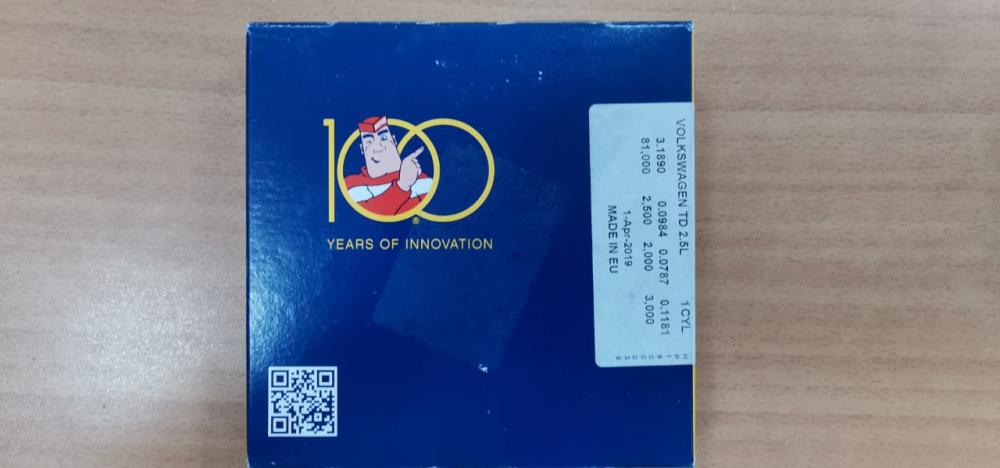 100
®
YEARS OF INNOVATION
VOLKSWAGEN TD 2.5L 1CYL
3.1890 0.0984 0.0787 0.1181
81,000 2,500 2,000 3,000
1-Apr-2019
MADE IN EU